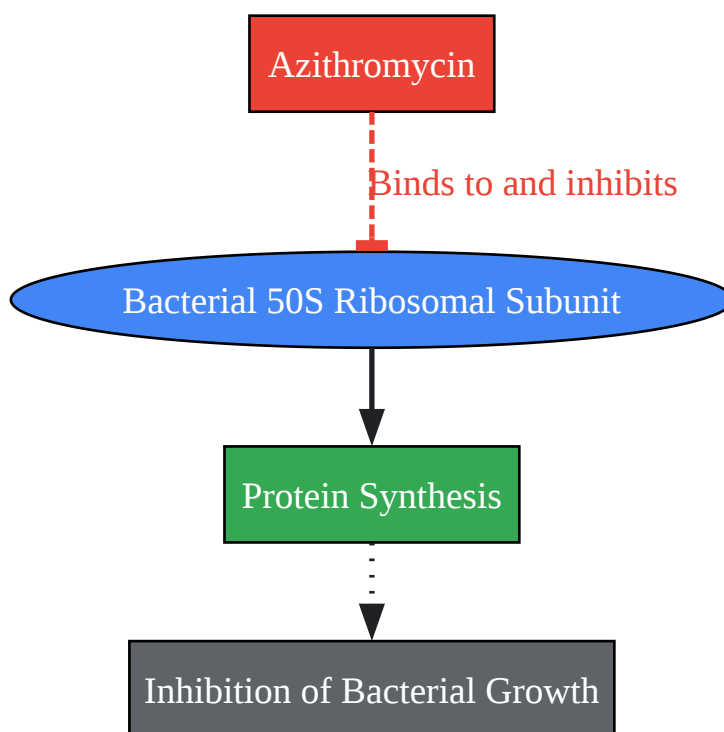 Azithromycin
Binds to and inhibits
Bacterial 50S Ribosomal Subunit
Protein Synthesis
Inhibition of Bacterial Growth